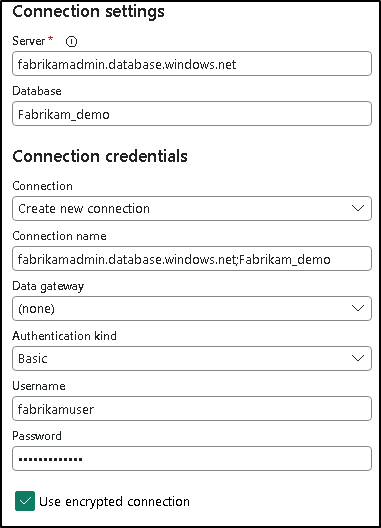 Connection settings
Server *
fabrikamadmin.database.windows.net
Database
Fabrikam_demo
Connection credentials
Connection
Create new connection
Connection name
fabrikamadmin.database.windows.net;Fabrikam_demo
Data gateway
(none)
Authentication kind
Basic
Username
fabrikamuser
Password
•••••••••••••
Use encrypted connection